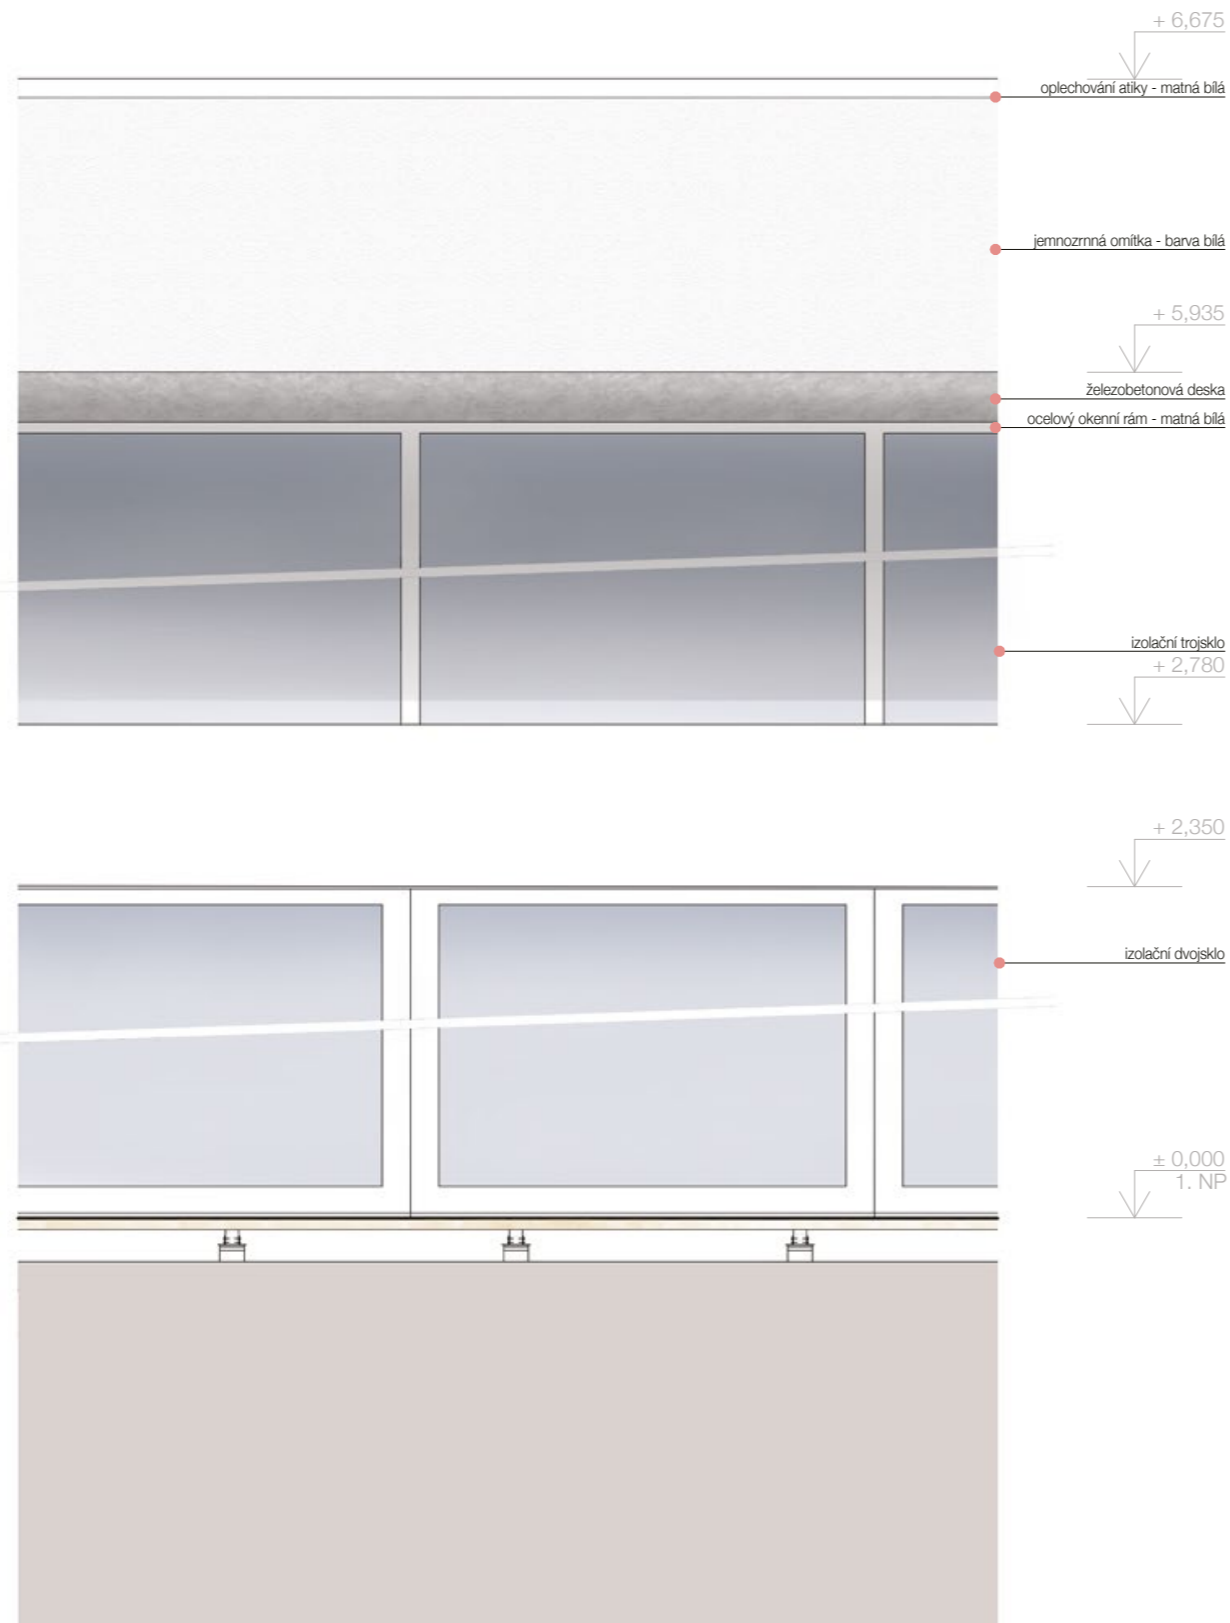 + 6,675
oplechování atiky - matná bílá
jemnozrnná omítka - barva bílá
+ 5,935
železobetonová deska
ocelový okenní rám - matná bílá
izolační trojsklo
+ 2,780
+ 2,350
izolační dvojsklo
± 0,000
1. NP